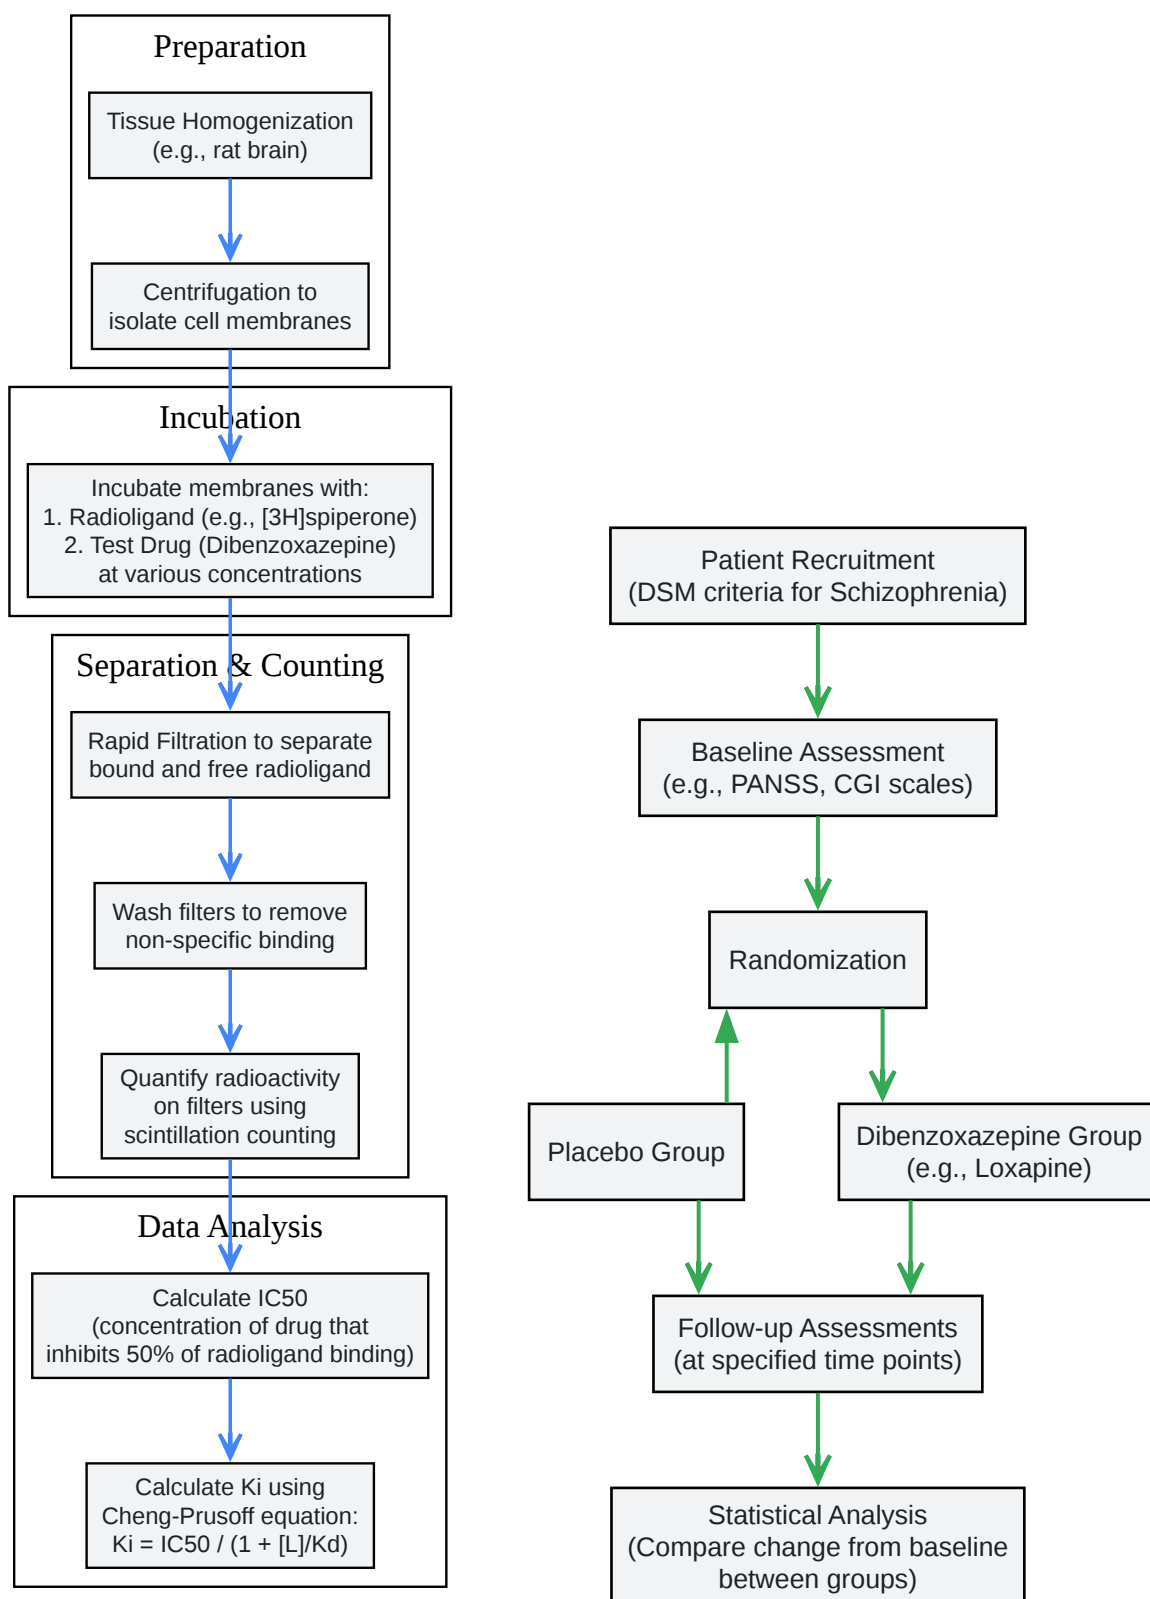 Preparation
Tissue Homogenization
(e.g., rat brain)
Centrifugation to
isolate cell membranes
Incubation
Incubate membranes with:
1. Radioligand (e.g., [3H]spiperone)
2. Test Drug (Dibenzoxazepine)
at various concentrations
Separation & Counting
Rapid Filtration to separate
bound and free radioligand
Wash filters to remove
non-specific binding
Quantify radioactivity
on filters using
scintillation counting
Data Analysis
Calculate IC50
(concentration of drug that
inhibits 50% of radioligand binding)
Calculate Ki using
Cheng-Prusoff equation:
Ki = IC50 / (1 + [L]/Kd)
Patient Recruitment
(DSM criteria for Schizophrenia)
Baseline Assessment
(e.g., PANSS, CGI scales)
Randomization
Placebo Group
Dibenzoxazepine Group
(e.g., Loxapine)
Follow-up Assessments
(at specified time points)
Statistical Analysis
(Compare change from baseline
between groups)